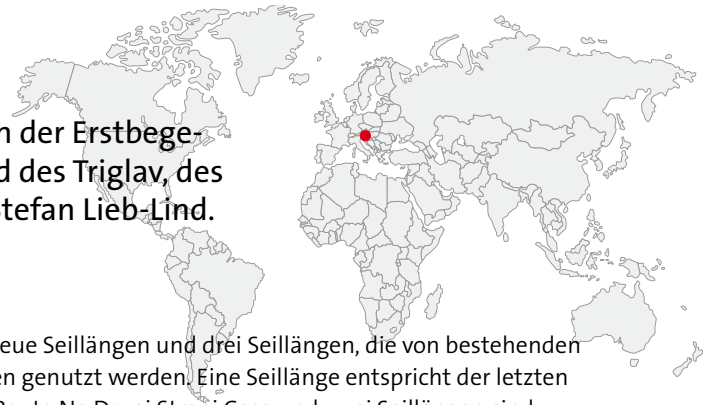 n der Erstbege-
d des Triglav, des
Stefan Lieb-Lind.
eue Seillängen und drei Seillängen, die von bestehenden
en genutzt werden. Eine Seillänge entspricht der letzten